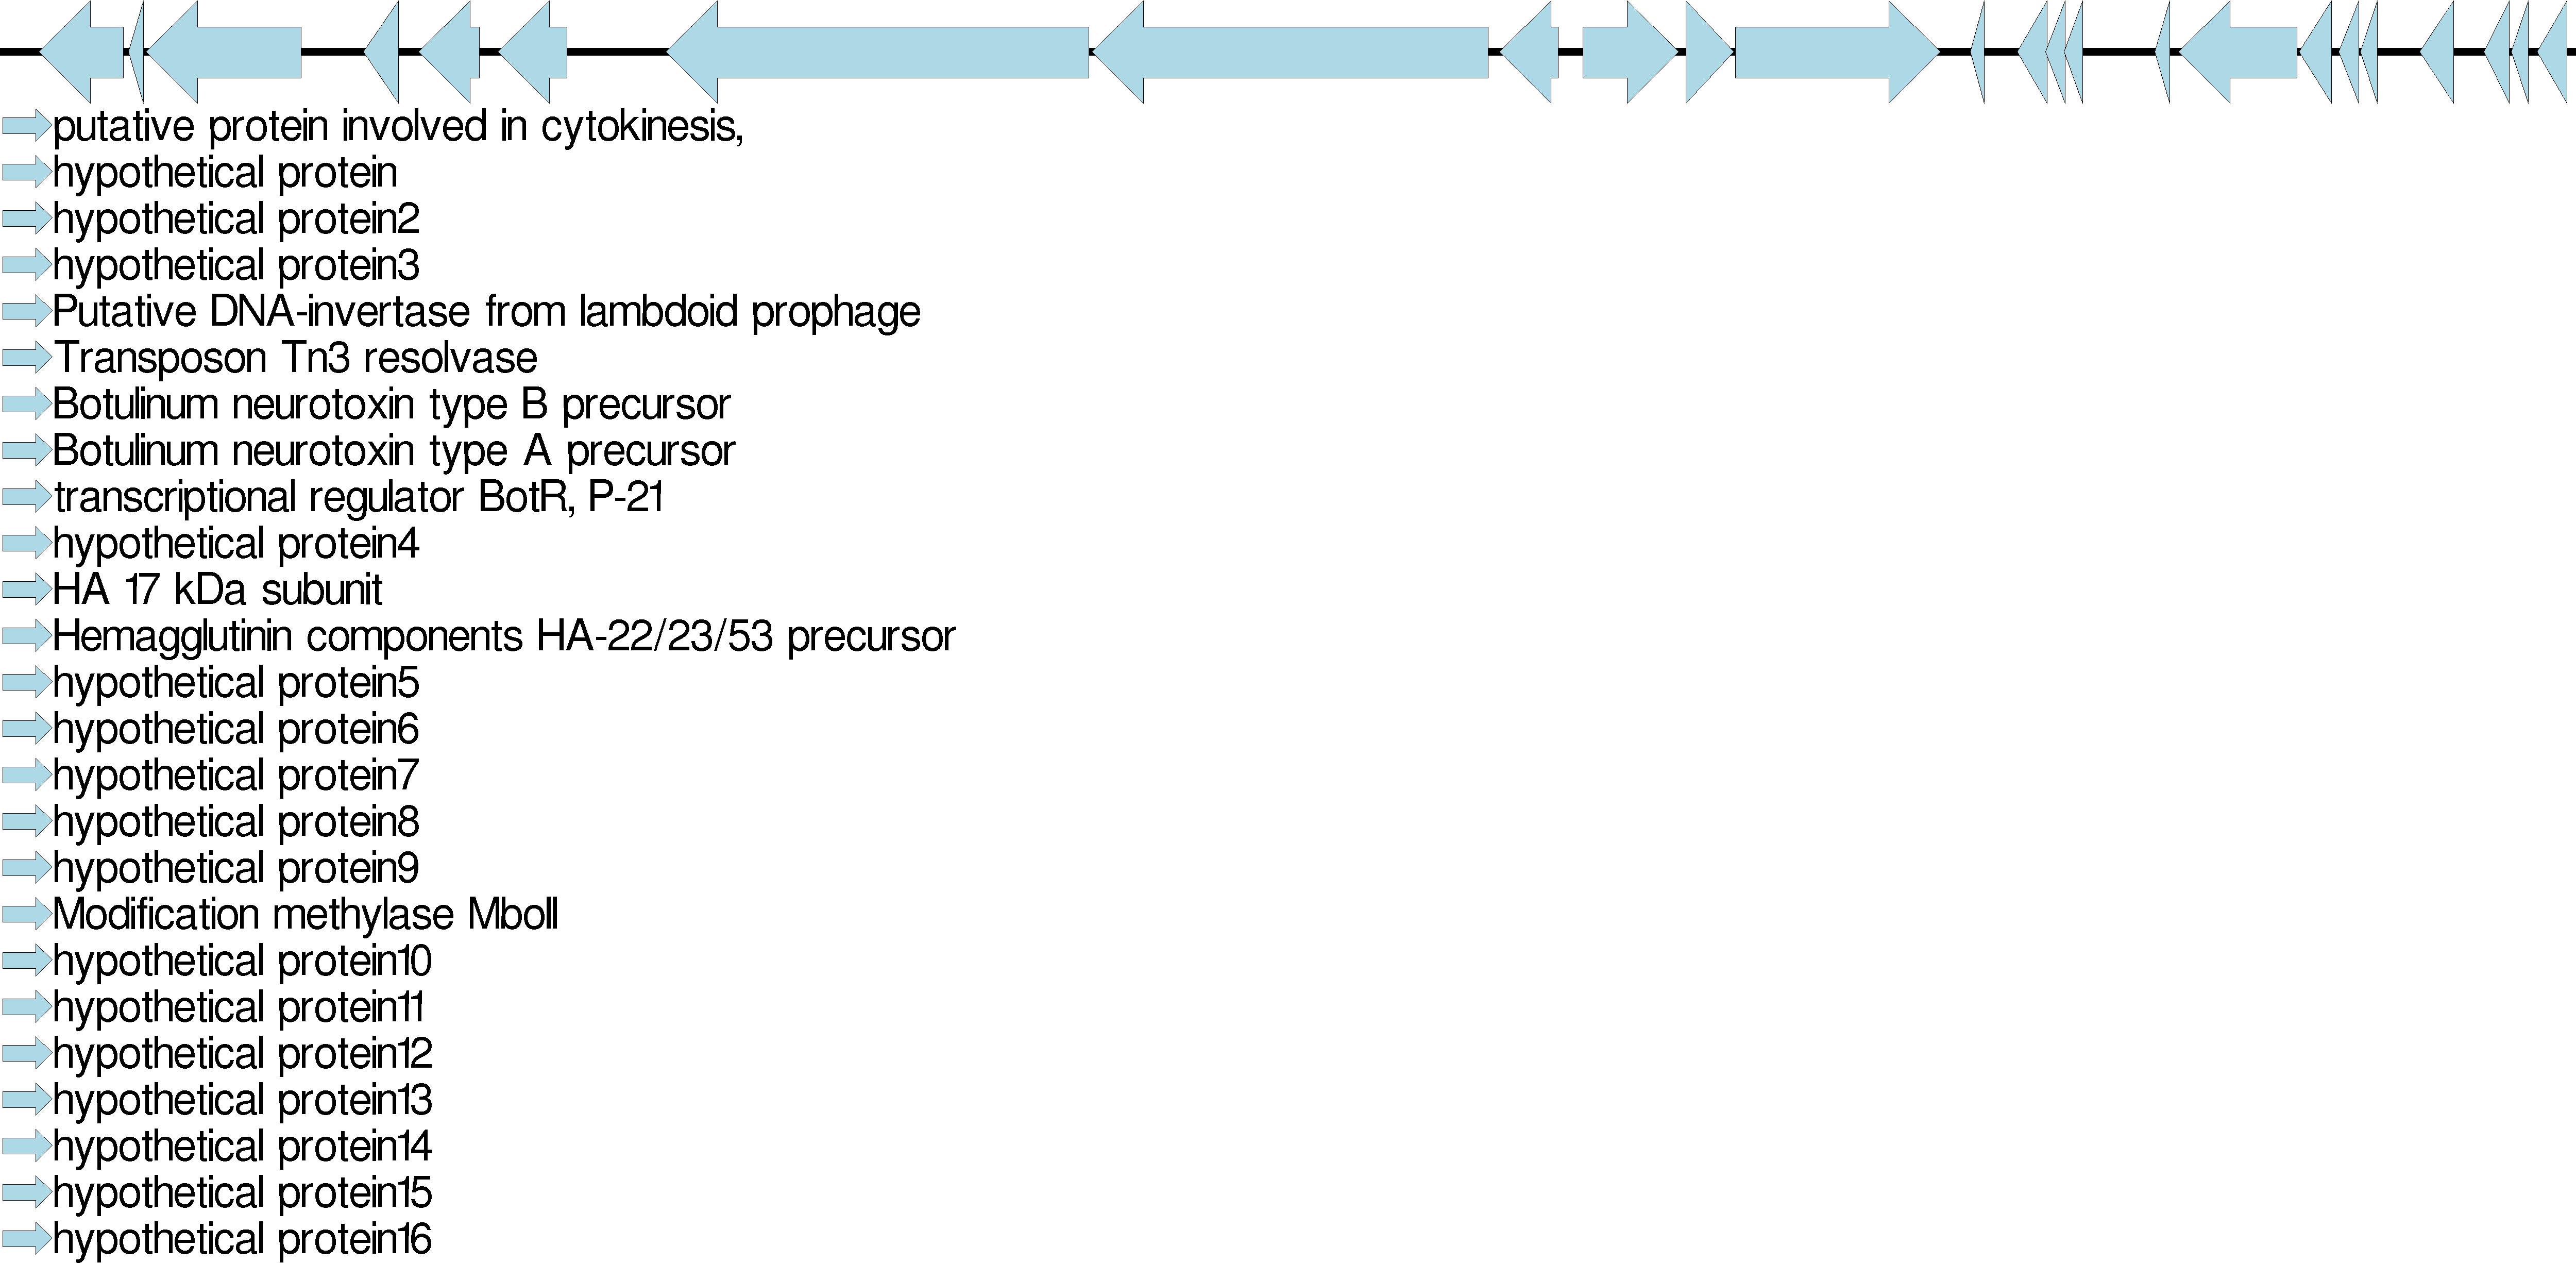 putative protein involved in cytokinesis,
hypothetical protein
hypothetical protein2
hypothetical protein3
Putative DNA-invertase from lambdoid prophage
Transposon Tn3 resolvase
Botulinum neurotoxin type B precursor
Botulinum neurotoxin type A precursor
transcriptional regulator BotR, P-21
hypothetical protein4
HA 17 kDa subunit
Hemagglutinin components HA-22/23/53 precursor
hypothetical protein5
hypothetical protein6
hypothetical protein7
hypothetical protein8
hypothetical protein9
Modification methylase MboII
hypothetical protein10
hypothetical protein11
hypothetical protein12
hypothetical protein13
hypothetical protein14
hypothetical protein15
hypothetical protein16